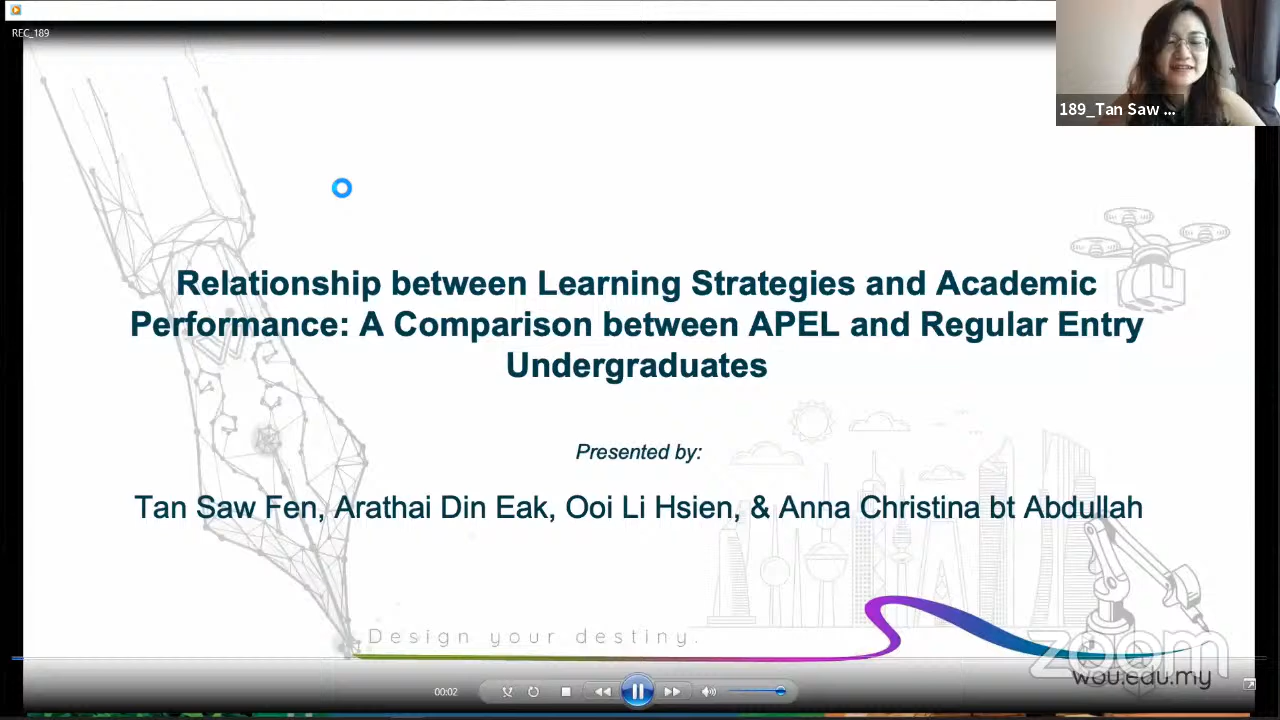 REC_189
189_Tan Saw ...
Relationship between Learning Strategies and Academic
Performance: A Comparison between APEL and Regular Entry
Undergraduates
Presented by:
Tan Saw Fen, Arathai Din Eak, Ooi Li Hsien, & Anna Christina bt Abdullah
Design your destiny.
zoom
wou.edu.my
00:02